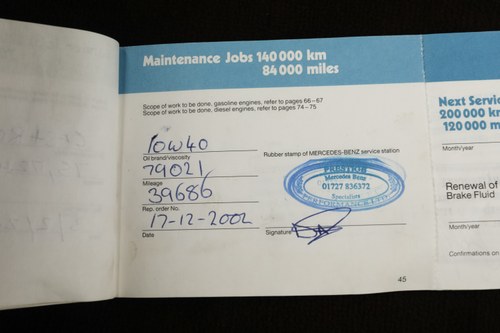 Maintenance Jobs 140 000 km
84 000 miles
Scope of work to be done, gasoline engines, refer to pages 66–67
Scope of work to be done, diesel engines, refer to pages 74–75
10W40
Oil brand/viscosity
79021
Mileage
39686
Rep. order No.
17-12-2002
Date
Rubber stamp of MERCEDES-BENZ service station
PRESTIGE
Mercedes Benz
01727 836372
Specialists
PERFORMANCE LTD
Signature
45
Next Servic
200 000 km
120 000 m
Month/year
Renewal of
Brake Fluid
Month/year
Confirmations on